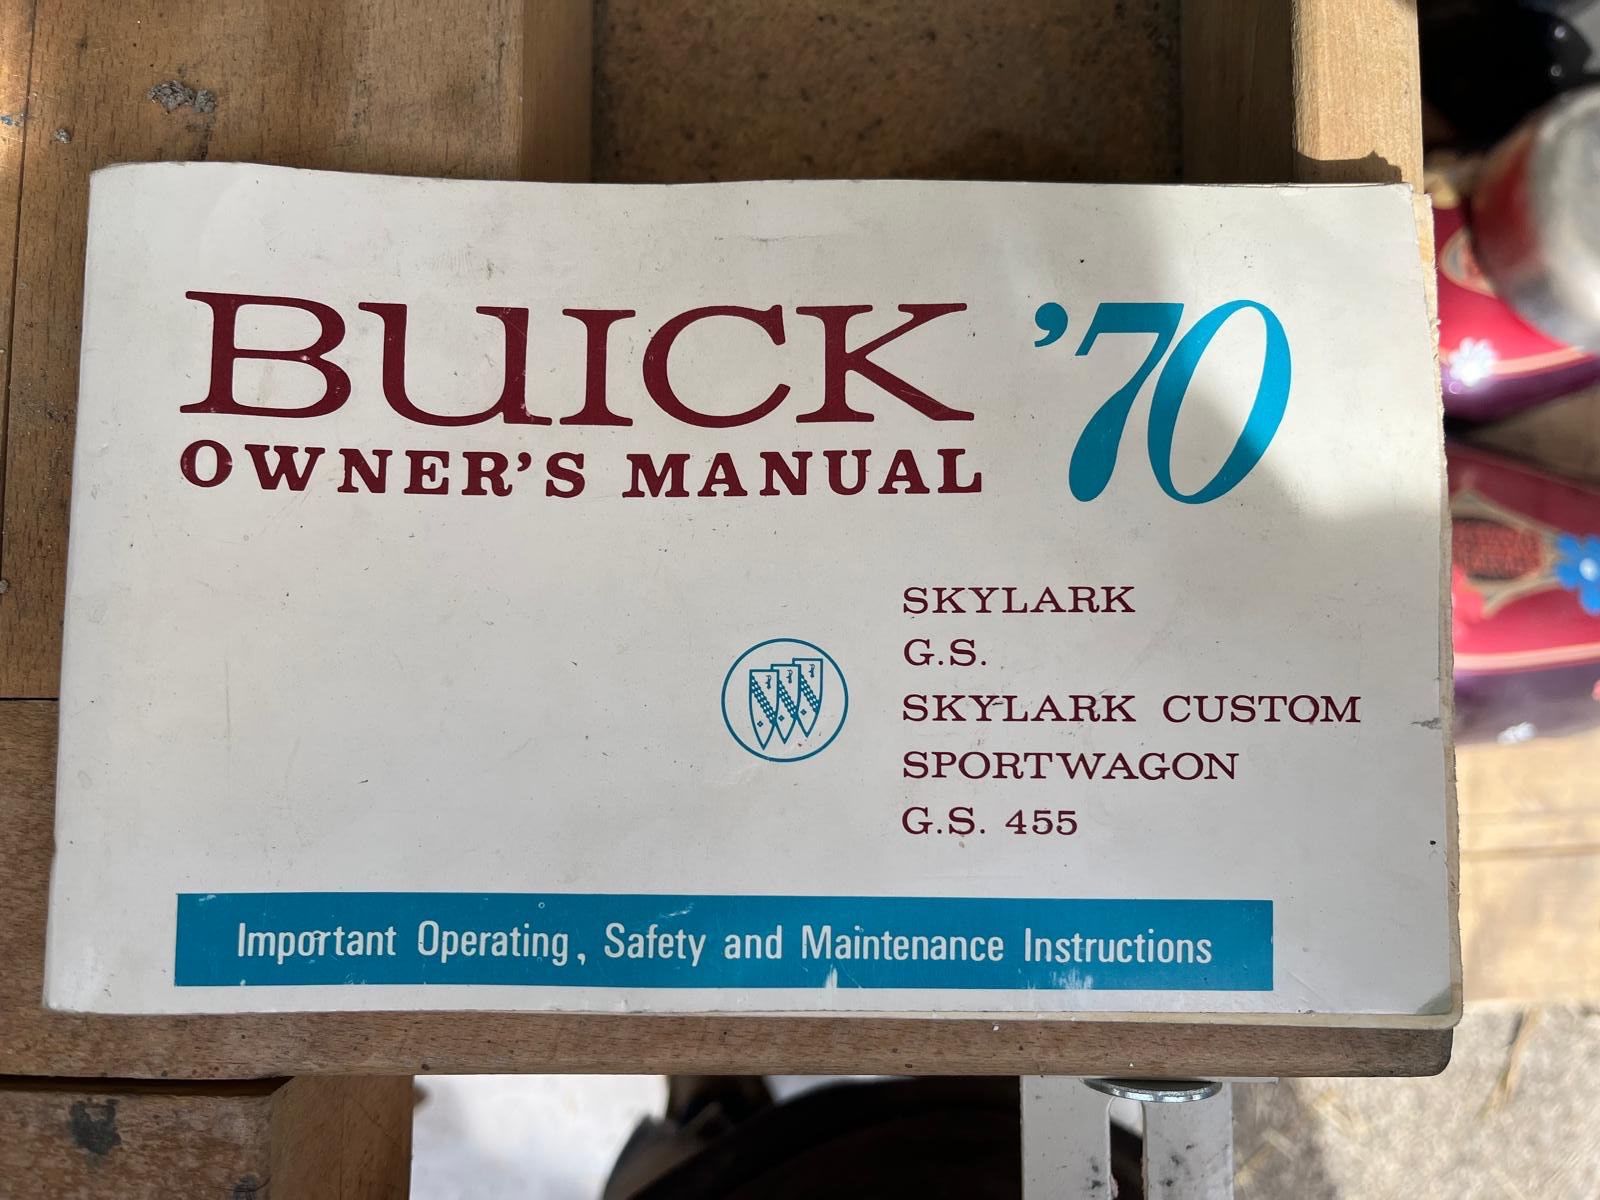 BUICK '70
OWNER'S MANUAL
SKYLARK
G.S.
SKYLARK CUSTOM
SPORTWAGON
G.S. 455
Important Operating, Safety and Maintenance Instructions